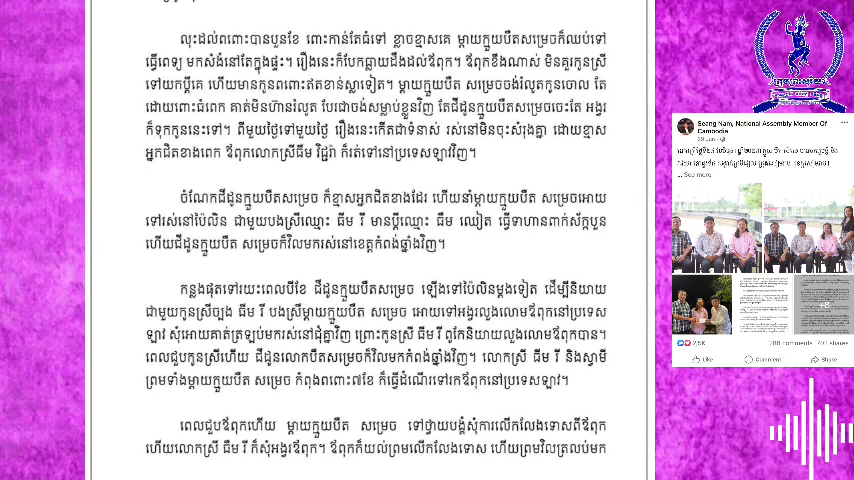 លុះដល់ពពោះបានបួនខែ ពោះកាន់តែធំទៅ ខ្លាចខ្មាសគេ ម្ដាយក្មួយបឺតសម្រេចក៏ឈប់ទៅ
ធ្វើពេទ្យ មកសំងំនៅតែក្នុងផ្ទះ។ រឿងនេះក៏បែកធ្លាយដឹងដល់ឪពុក។ ឪពុកខឹងណាស់ មិនគួរកូនស្រី
ទៅយកប្ដីគេ ហើយមានកូនពពោះឥតខាន់ស្លាទៀត។ ម្ដាយក្មួយបឺត សម្រេចចង់រំលូតកូនចោល តែ
ដោយពោះធំពេក គាត់មិនហ៊ានរំលូត បែរជាចង់សម្លាប់ខ្លួនវិញ តែជីដូនក្មួយបឺតសម្រេចចេះតែ អង្វរ
ក៏ទុកកូននេះទៅ។ ពីមួយថ្ងៃទៅមួយថ្ងៃ រឿងនេះកើតជាទំនាស់ រស់នៅមិនចុះសំរុងគ្នា ដោយខ្មាស
អ្នកជិតខាងពេក ឪពុកលោកស្រីធឹម វិជ្ជរ៉ា ក៏រត់ទៅនៅប្រទេសឡាវវិញ។
ចំណែកជីដូនក្មួយបឺតសម្រេច ក៏ខ្មាសអ្នកជិតខាងដែរ ហើយនាំម្ដាយក្មួយបឺត សម្រេចអោយ
ទៅរស់នៅប៉ៃលិន ជាមួយបងស្រីឈ្មោះ ធឹម រី មានប្ដីឈ្មោះ ធឹម ឈៀត ធ្វើទាហានពាក់ស័ក្តបួន
ហើយជីដូនក្មួយបឺត សម្រេចក៏វិលមករស់នៅខេត្តកំពង់ឆ្នាំងវិញ។
កន្លងផុតទៅរយះពេលបីខែ ជីដូនក្មួយបឺតសម្រេច ឡើងទៅប៉ៃលិនម្ដងទៀត ដើម្បីនិយាយ
ជាមួយកូនស្រីច្បង ធឹម រី បងស្រីម្ដាយក្មួយបឺត សម្រេច អោយទៅអង្វរលួងលោមឪពុកនៅប្រទេស
ឡាវ សុំអោយគាត់ត្រឡប់មករស់នៅជុំគ្នាវិញ ព្រោះកូនស្រី ធឹម រី ពូកែនិយាយលួងលោមឪពុកបាន។
ពេលជួបកូនស្រីហើយ ជីដូនលោកបឺតសម្រេចក៏វិលមកកំពង់ឆ្នាំងវិញ។ លោកស្រី ធឹម រី និងស្វាមី
ព្រមទាំងម្ដាយក្មួយបឺត សម្រេច កំពុងពពោះ៧ខែ ក៏ធ្វើដំណើរទៅរកឪពុកនៅប្រទេសឡាវ។
ពេលជួបឪពុកហើយ ម្ដាយក្មួយបឺត សម្រេច ទៅថ្វាយបង្គំសុំការលើកលែងទោសពីឪពុក
ហើយលោកស្រី ធឹម រី ក៏សុំអង្វរឪពុក។ ឪពុកក៏យល់ព្រមលើកលែងទោស ហើយព្រមវិលត្រលប់មក
Seang Nam, National Assembly Member Of
Cambodia
29 Jan
... See more
2,5K
288 comments 702 shares
Like Comment Share